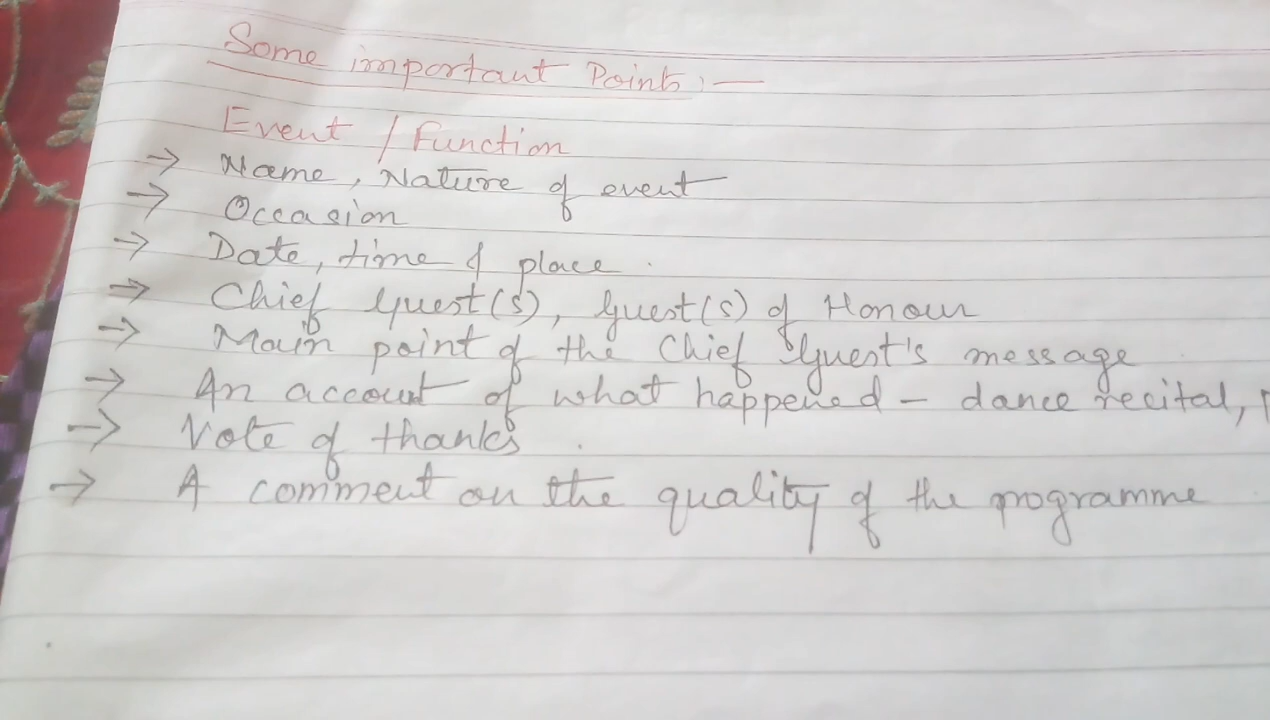 Some important Points :—
Event / Function
→ Name, Nature of event
→ Occasion
→ Date, time & place.
→ Chief Guest(s), Guest(s) of Honour
→ Main point of the Chief Guest's message
→ An account of what happened – dance recital,
→ Vote of thanks.
→ A comment on the quality of the programme